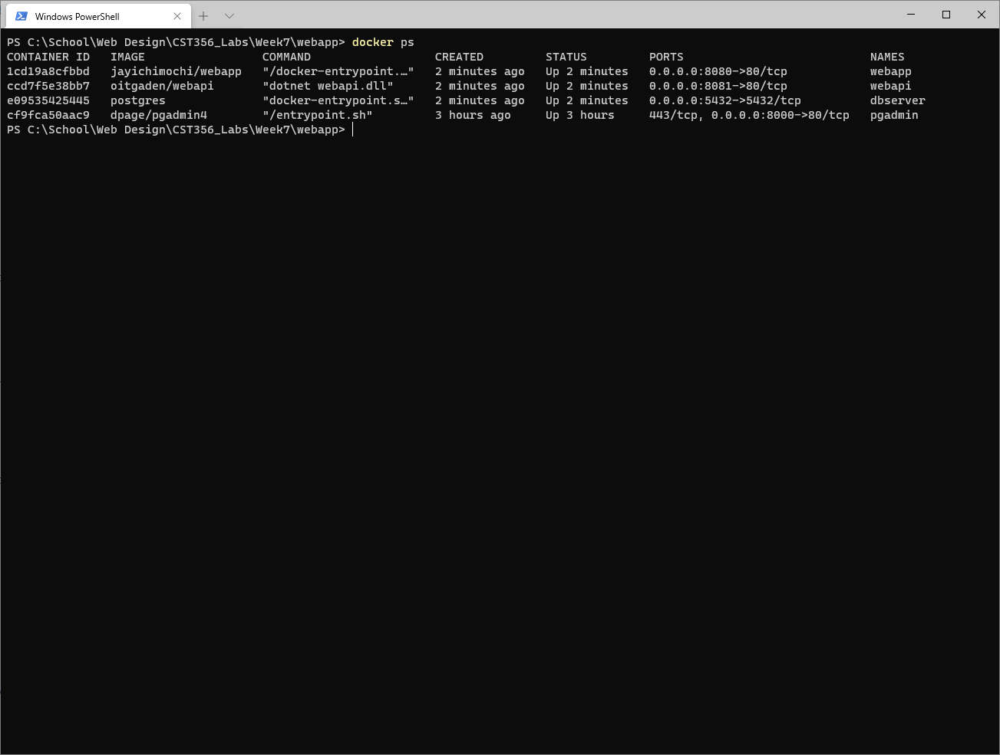 Windows PowerShell
PS C:\School\Web Design\CST356_Labs\Week7\webapp> docker ps
CONTAINER ID   IMAGE                 COMMAND                  CREATED         STATUS         PORTS                           NAMES
1cd19a8cfbbd   jayichimochi/webapp   "/docker-entrypoint.…"   2 minutes ago   Up 2 minutes   0.0.0.0:8080->80/tcp            webapp
ccd7f5e38bb7   oitgaden/webapi       "dotnet webapi.dll"      2 minutes ago   Up 2 minutes   0.0.0.0:8081->80/tcp            webapi
e09535425445   postgres              "docker-entrypoint.s…"   2 minutes ago   Up 2 minutes   0.0.0.0:5432->5432/tcp          dbserver
cf9fca50aac9   dpage/pgadmin4        "/entrypoint.sh"         3 hours ago     Up 3 hours     443/tcp, 0.0.0.0:8000->80/tcp   pgadmin
PS C:\School\Web Design\CST356_Labs\Week7\webapp>